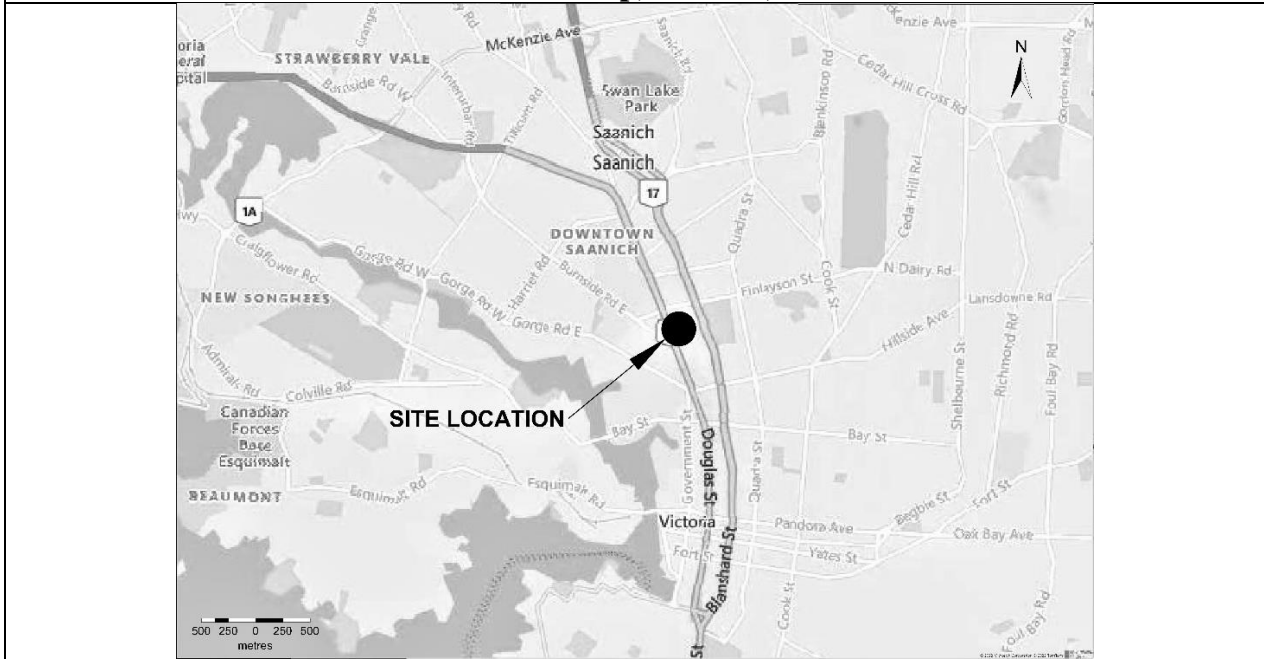 McKenzie Ave
STRAWBERRY VALE
Burnside Rd W
Interurban Rd
Tillicum Rd
Saanich Rd
Swan Lake
Park
Saanich
Saanich
17
Blenkinsop Rd
Cedar Hill Cross Rd
Gordon Head Rd
N
1A
Craigflower Rd
Gorge Rd W
Gorge Rd W
Gorge Rd E
Harriet Rd
DOWNTOWN
SAANICH
Burnside Rd E
Quadra St
Cook St
Cedar Hill Rd
Finlayson St
N Dairy Rd
Lansdowne Rd
Hillside Ave
Shelbourne St
Richmond Rd
Foul Bay Rd
NEW SONGHEES
Admirals Rd
Colville Rd
SITE LOCATION
Canadian
Forces
Base
Esquimalt
BEAUMONT
Esquimalt Rd
Esquimalt Rd
Bay St
Bay St
Government St
Douglas St
Quadra St
Victoria
Pandora Ave
Begbie St
Fort St
Oak Bay Ave
Fort St
Yates St
Blanshard St
Cook St
Foul Bay Rd
St
500 250 0 250 500
metres